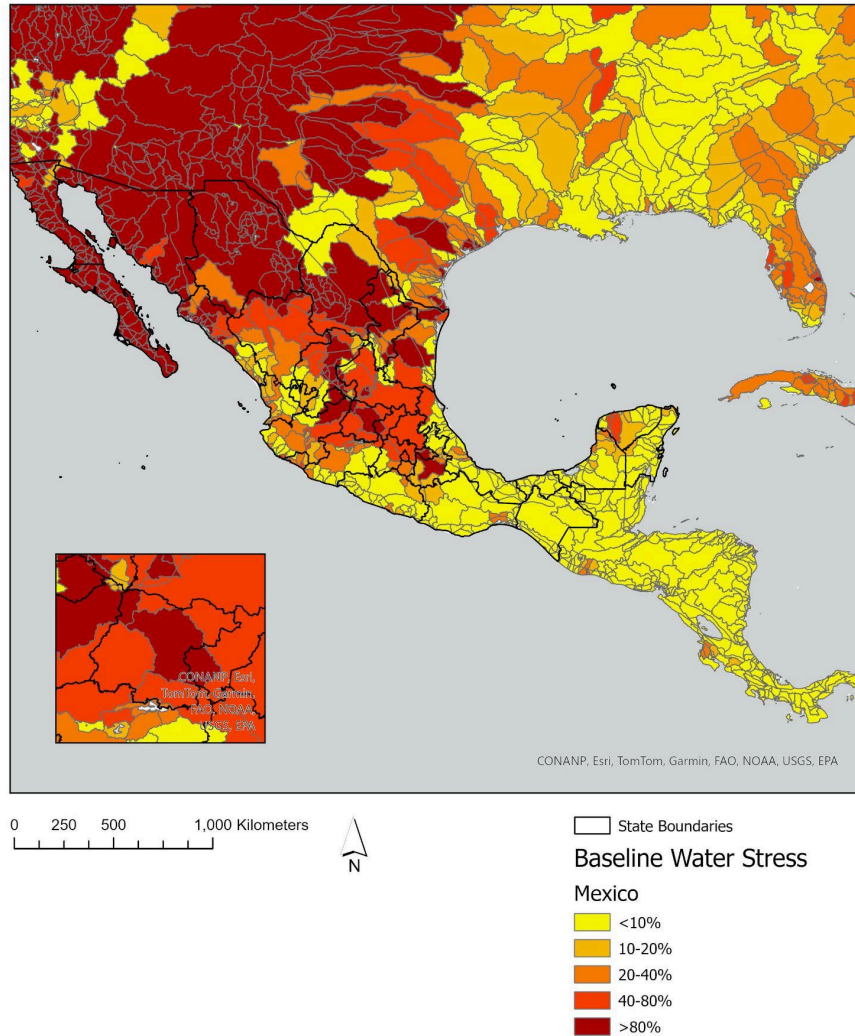 CONANP, Esri,
TomTom, Garmin,
FAO, NOAA,
USGS, EPA
CONANP, Esri, TomTom, Garmin, FAO, NOAA, USGS, EPA
0 250 500 1,000 Kilometers
N
State Boundaries
Baseline Water Stress
Mexico
<10%
10-20%
20-40%
40-80%
>80%